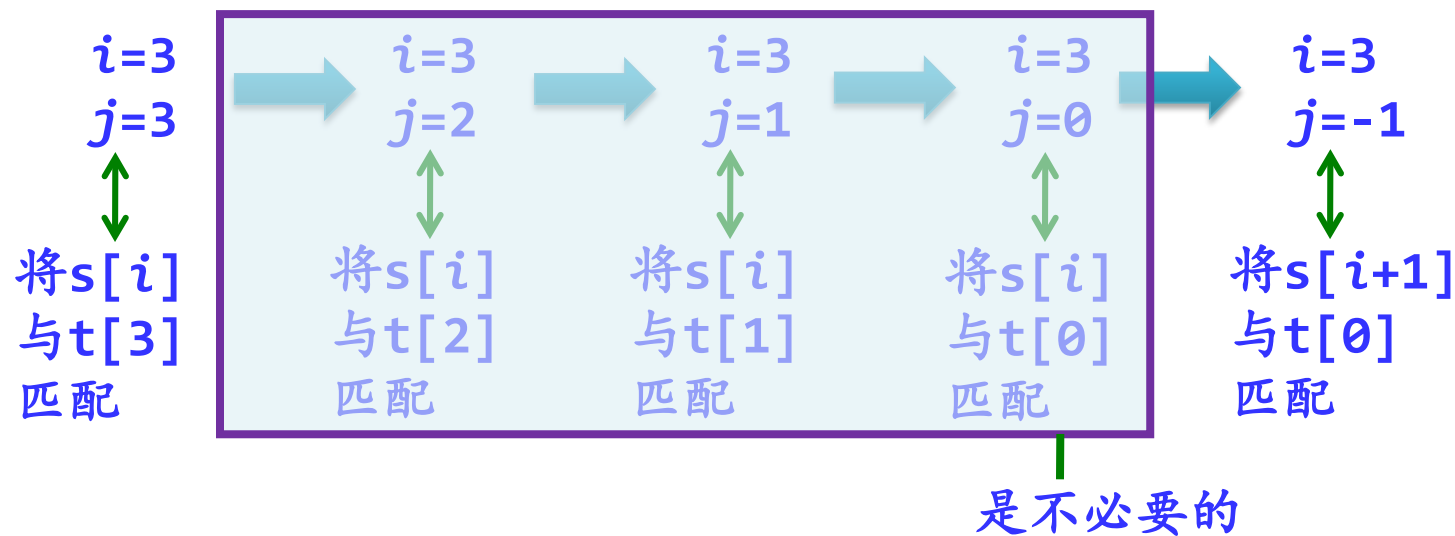 i=3
j=3
将s[i]
与t[3]
匹配
i=3
j=2
将s[i]
与t[2]
匹配
i=3
j=1
将s[i]
与t[1]
匹配
i=3
j=0
将s[i]
与t[0]
匹配
i=3
j=-1
将s[i+1]
与t[0]
匹配
是不必要的